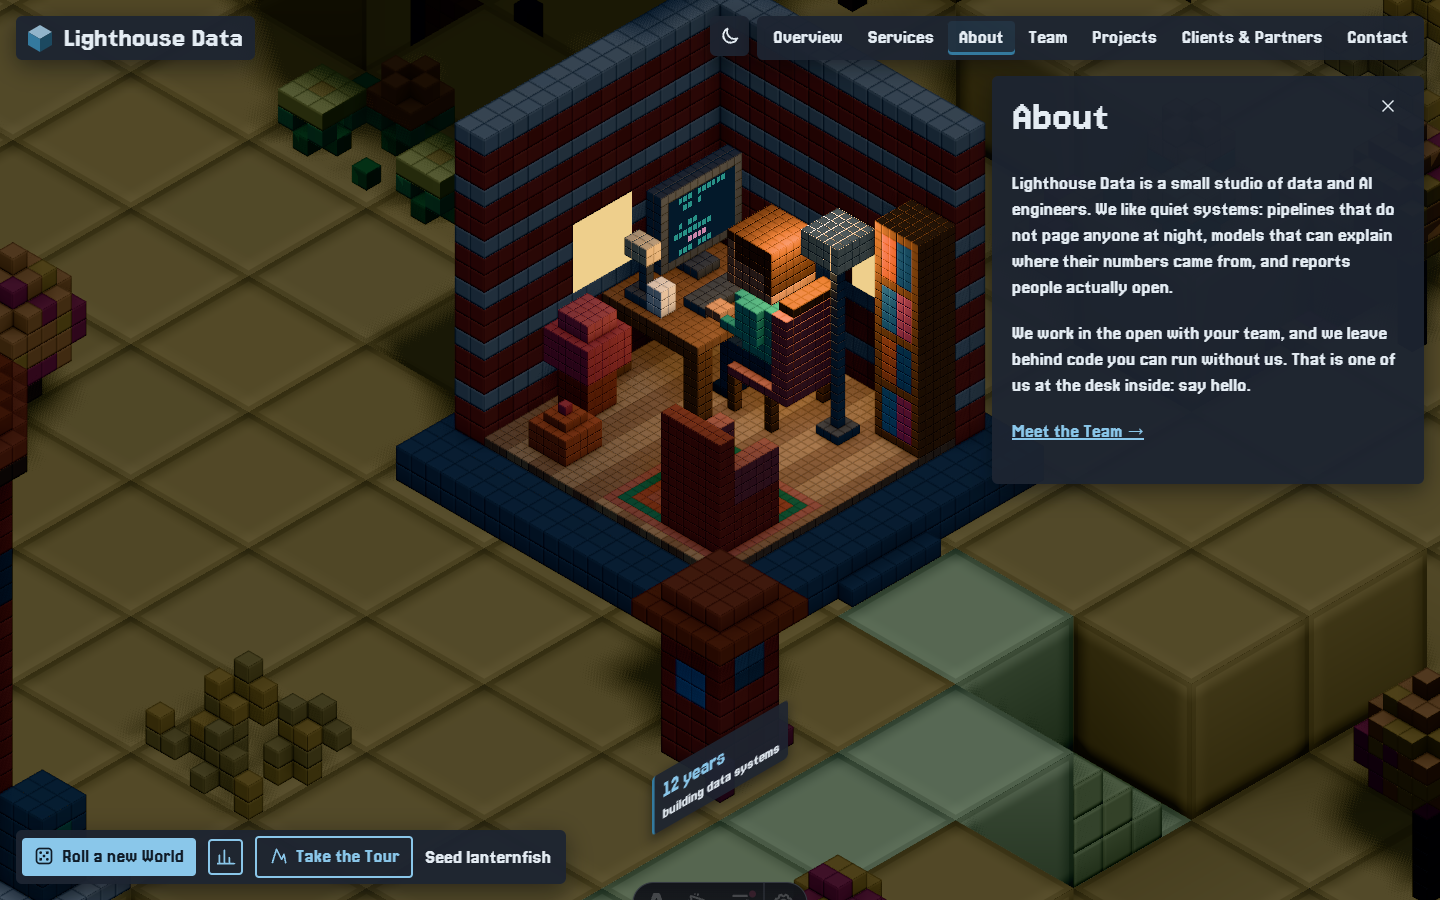 Lighthouse Data
Overview Services About Team Projects Clients & Partners Contact
About
Lighthouse Data is a small studio of data and AI
engineers. We like quiet systems: pipelines that do
not page anyone at night, models that can explain
where their numbers came from, and reports
people actually open.
We work in the open with your team, and we leave
behind code you can run without us. That is one of
us at the desk inside: say hello.
Meet the Team →
12 years
building data systems
Roll a new World
Take the Tour
Seed lanternfish